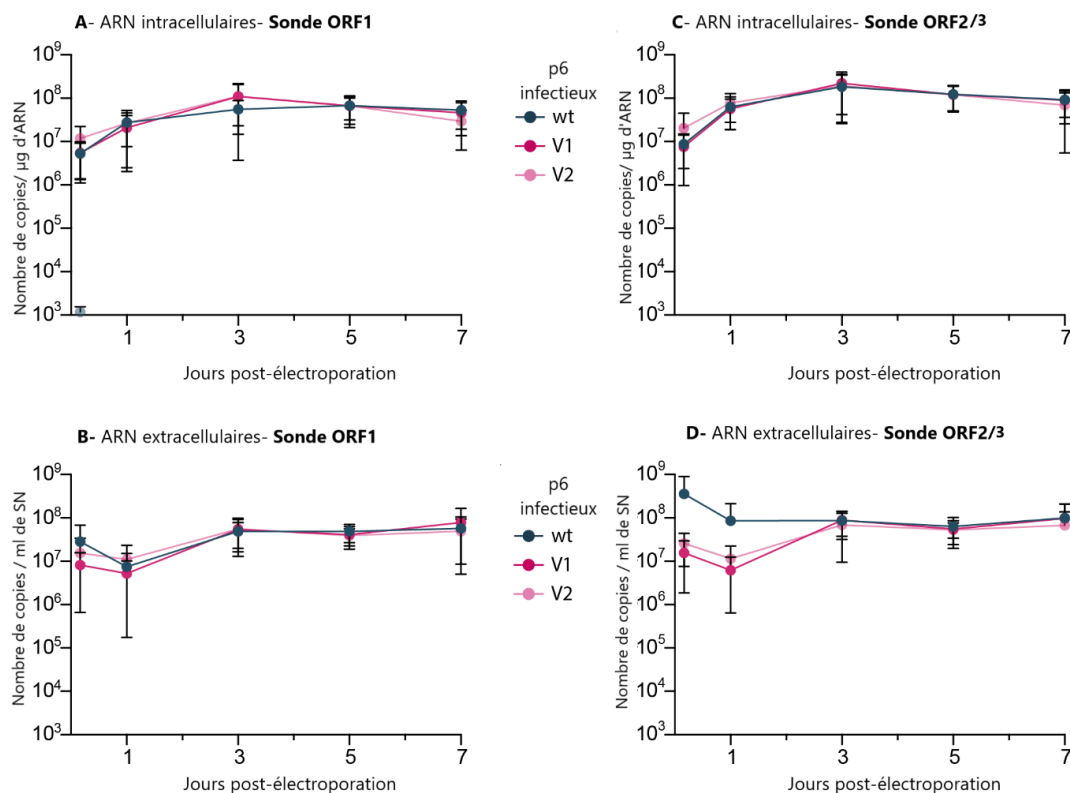 A- ARN intracellulaires- Sonde ORF1
Nombre de copies/ µg d'ARN
10⁹
10⁸
10⁷
10⁶
10⁵
10⁴
10³
1
3
5
7
Jours post-électroporation
p6
infectieux
wt
V1
V2
C- ARN intracellulaires- Sonde ORF2/3
Nombre de copies/ µg d'ARN
10⁹
10⁸
10⁷
10⁶
10⁵
10⁴
10³
1
3
5
7
Jours post-électroporation
B- ARN extracellulaires- Sonde ORF1
Nombre de copies / ml de SN
10⁹
10⁸
10⁷
10⁶
10⁵
10⁴
10³
1
3
5
7
Jours post-électroporation
p6
infectieux
wt
V1
V2
D- ARN extracellulaires- Sonde ORF2/3
Nombre de copies / ml de SN
10⁹
10⁸
10⁷
10⁶
10⁵
10⁴
10³
1
3
5
7
Jours post-électroporation